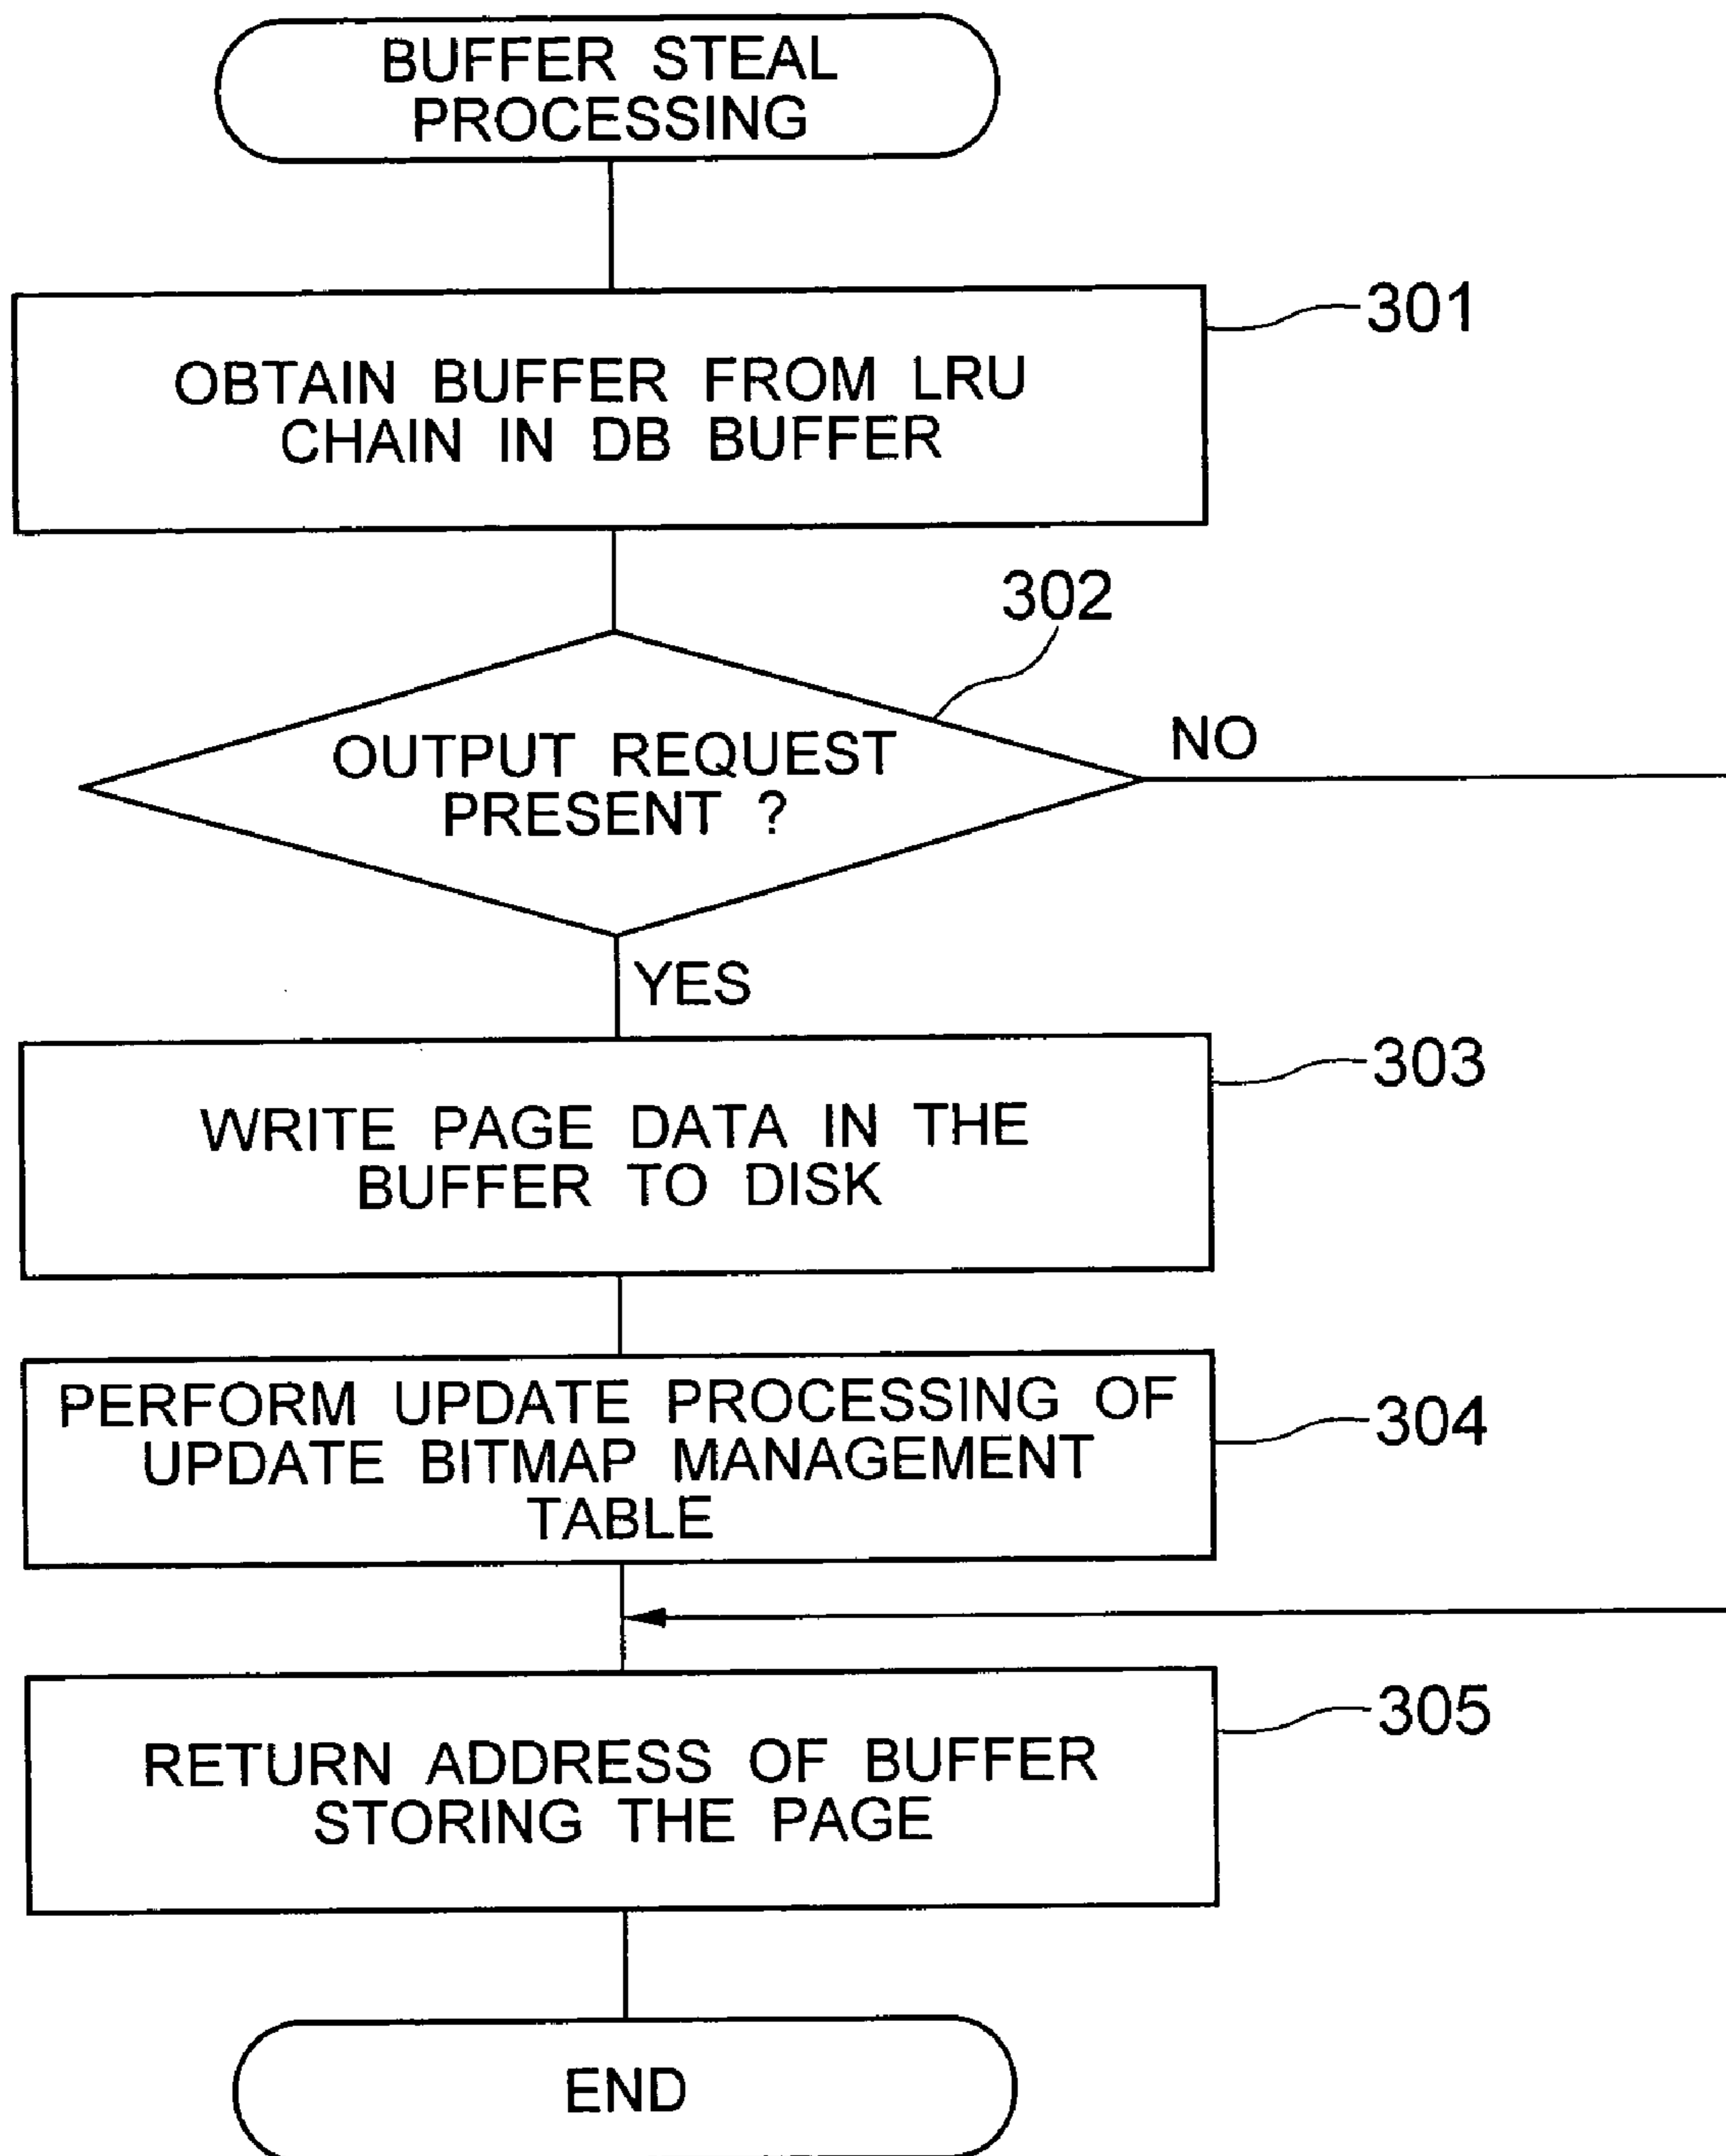 BUFFER STEAL
PROCESSING
301
OBTAIN BUFFER FROM LRU
CHAIN IN DB BUFFER
302
OUTPUT REQUEST
PRESENT ?
NO
YES
303
WRITE PAGE DATA IN THE
BUFFER TO DISK
304
PERFORM UPDATE PROCESSING OF
UPDATE BITMAP MANAGEMENT
TABLE
305
RETURN ADDRESS OF BUFFER
STORING THE PAGE
END